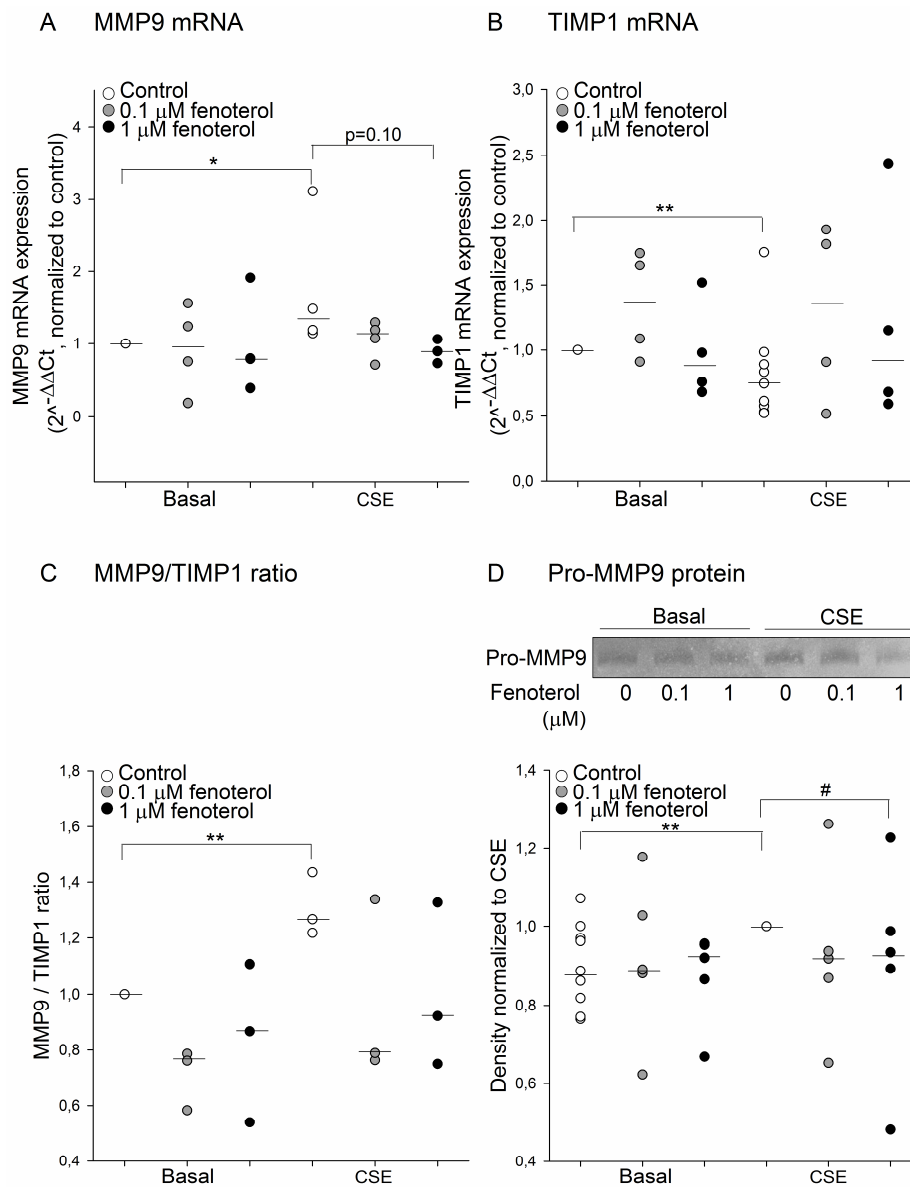 A MMP9 mRNA
Control
0.1 μM fenoterol
1 μM fenoterol
MMP9 mRNA expression
(2^-ΔΔCt, normalized to control)
4
3
2
1
0
*
p=0.10
Basal
CSE
B TIMP1 mRNA
Control
0.1 μM fenoterol
1 μM fenoterol
TIMP1 mRNA expression
(2^-ΔΔCt, normalized to control)
3,0
2,5
2,0
1,5
1,0
0,5
0,0
**
Basal
CSE
C MMP9/TIMP1 ratio
Control
0.1 μM fenoterol
1 μM fenoterol
MMP9 / TIMP1 ratio
1,8
1,6
1,4
1,2
1,0
0,8
0,6
0,4
**
Basal
CSE
D Pro-MMP9 protein
Basal CSE
Pro-MMP9
Fenoterol 0 0.1 1 0 0.1 1
(μM)
Control
0.1 μM fenoterol
1 μM fenoterol
Density normalized to CSE
1,4
1,2
1,0
0,8
0,6
0,4
**
#
Basal
CSE